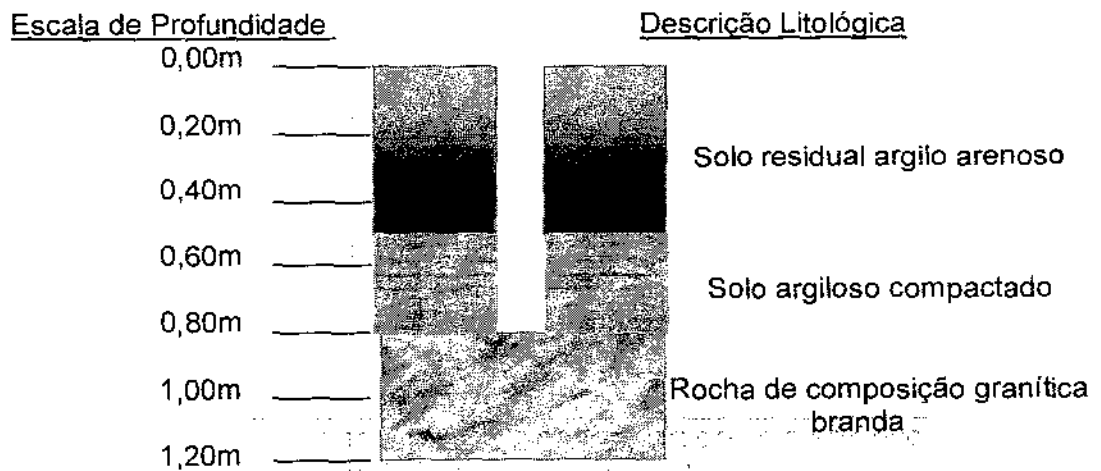 Escala de Profundidade
Descrição Litológica
0,00m
0,20m
Solo residual argilo arenoso
0,40m
0,60m
Solo argiloso compactado
0,80m
1,00m
Rocha de composição granítica
branda
1,20m